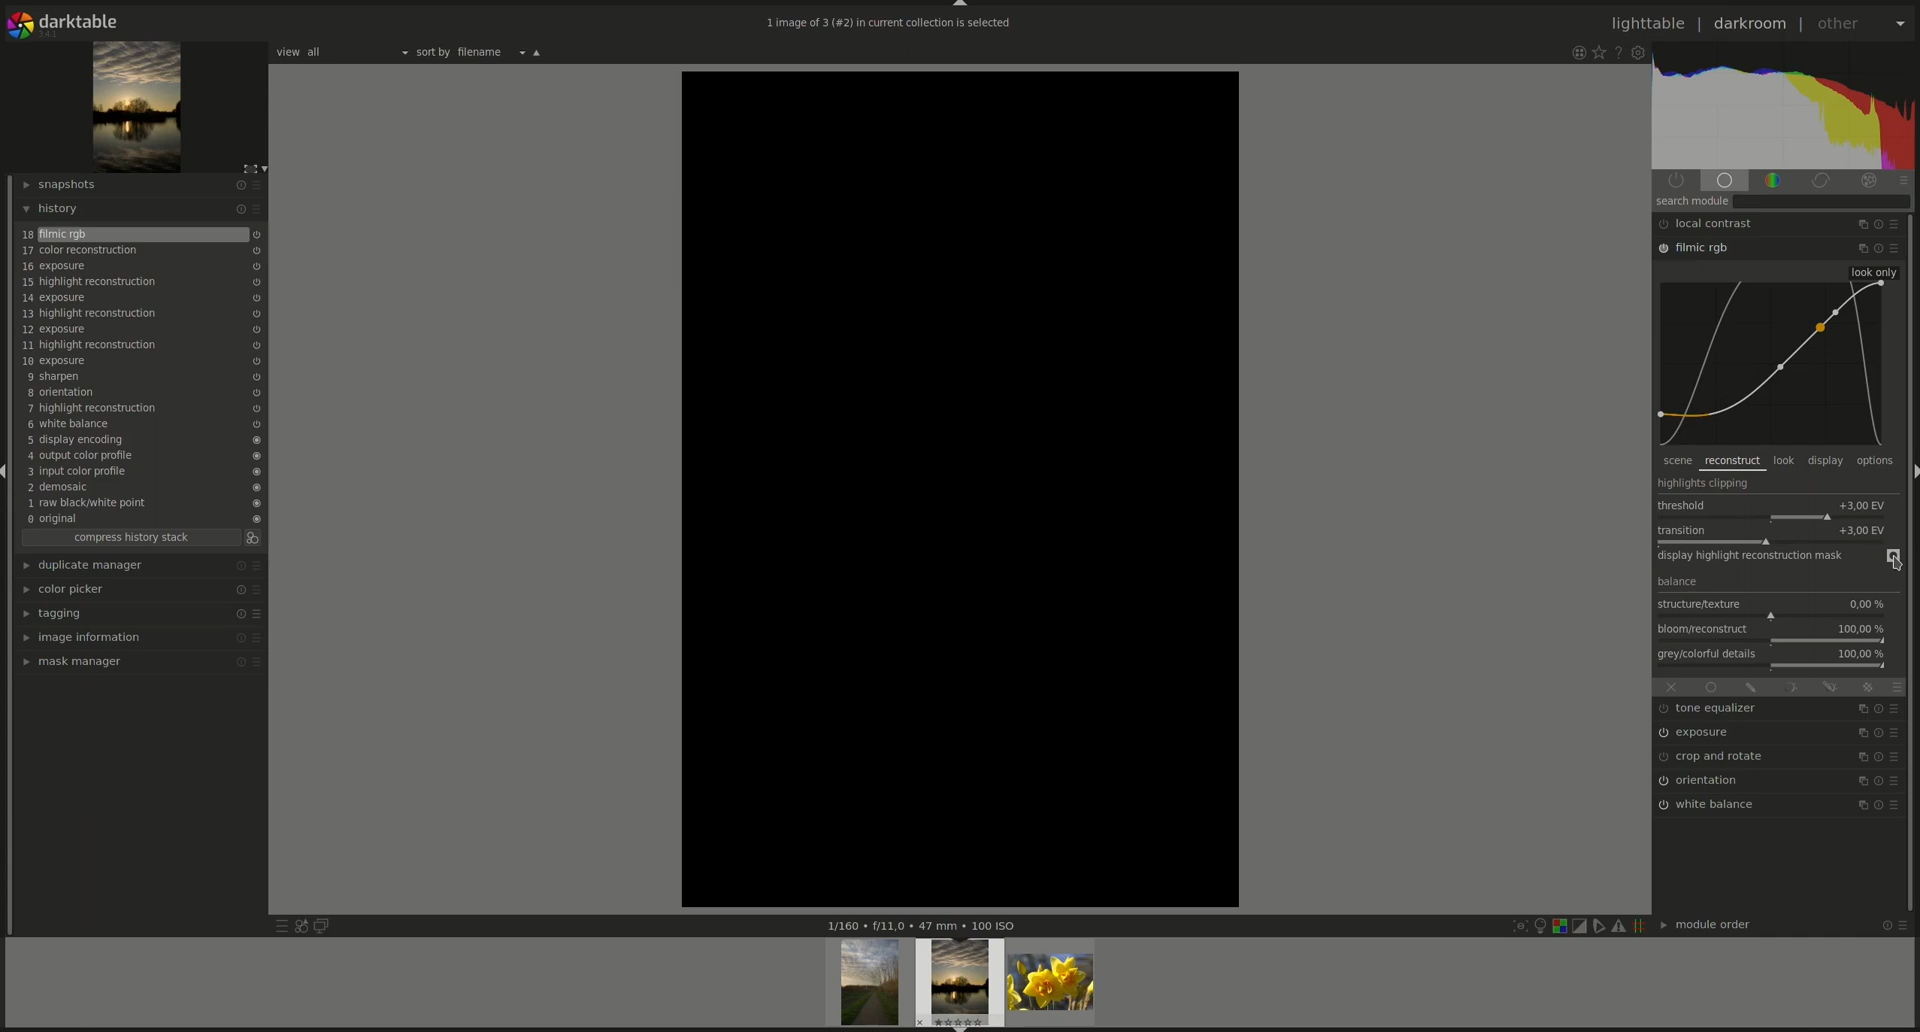 darktable
3.4.1
1 image of 3 (#2) in current collection is selected
lighttable | darkroom | other
view all sort by filename
snapshots
history
18 filmic rgb
17 color reconstruction
16 exposure
15 highlight reconstruction
14 exposure
13 highlight reconstruction
12 exposure
11 highlight reconstruction
10 exposure
9 sharpen
8 orientation
7 highlight reconstruction
6 white balance
5 display encoding
4 output color profile
3 input color profile
2 demosaic
1 raw black/white point
0 original
compress history stack
duplicate manager
color picker
tagging
image information
mask manager
search module
local contrast
filmic rgb
look only
scene reconstruct look display options
highlights clipping
threshold +3,00 EV
transition +3,00 EV
display highlight reconstruction mask
balance
structure/texture 0,00 %
bloom/reconstruct 100,00 %
grey/colorful details 100,00 %
tone equalizer
exposure
crop and rotate
orientation
white balance
1/160 • f/11,0 • 47 mm • 100 ISO
module order